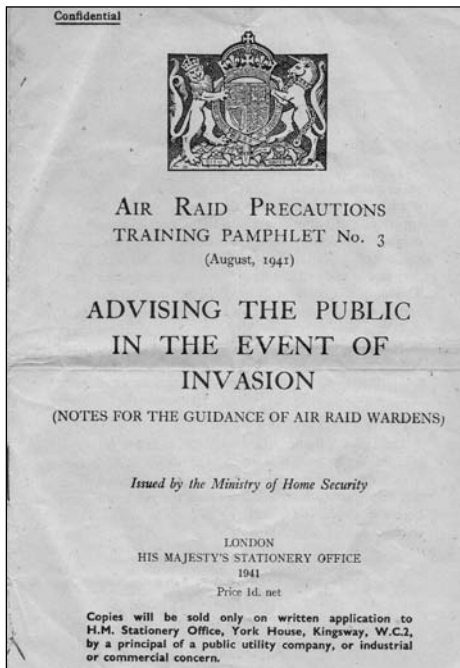 Confidential
AIR RAID PRECAUTIONS
TRAINING PAMPHLET No. 3
(August, 1941)
ADVISING THE PUBLIC
IN THE EVENT OF
INVASION
(NOTES FOR THE GUIDANCE OF AIR RAID WARDENS)
Issued by the Ministry of Home Security
LONDON
HIS MAJESTY'S STATIONERY OFFICE
1941
Price 1d. net
Copies will be sold only on written application to
H.M. Stationery Office, York House, Kingsway, W.C.2,
by a principal of a public utility company, or industrial
or commercial concern.